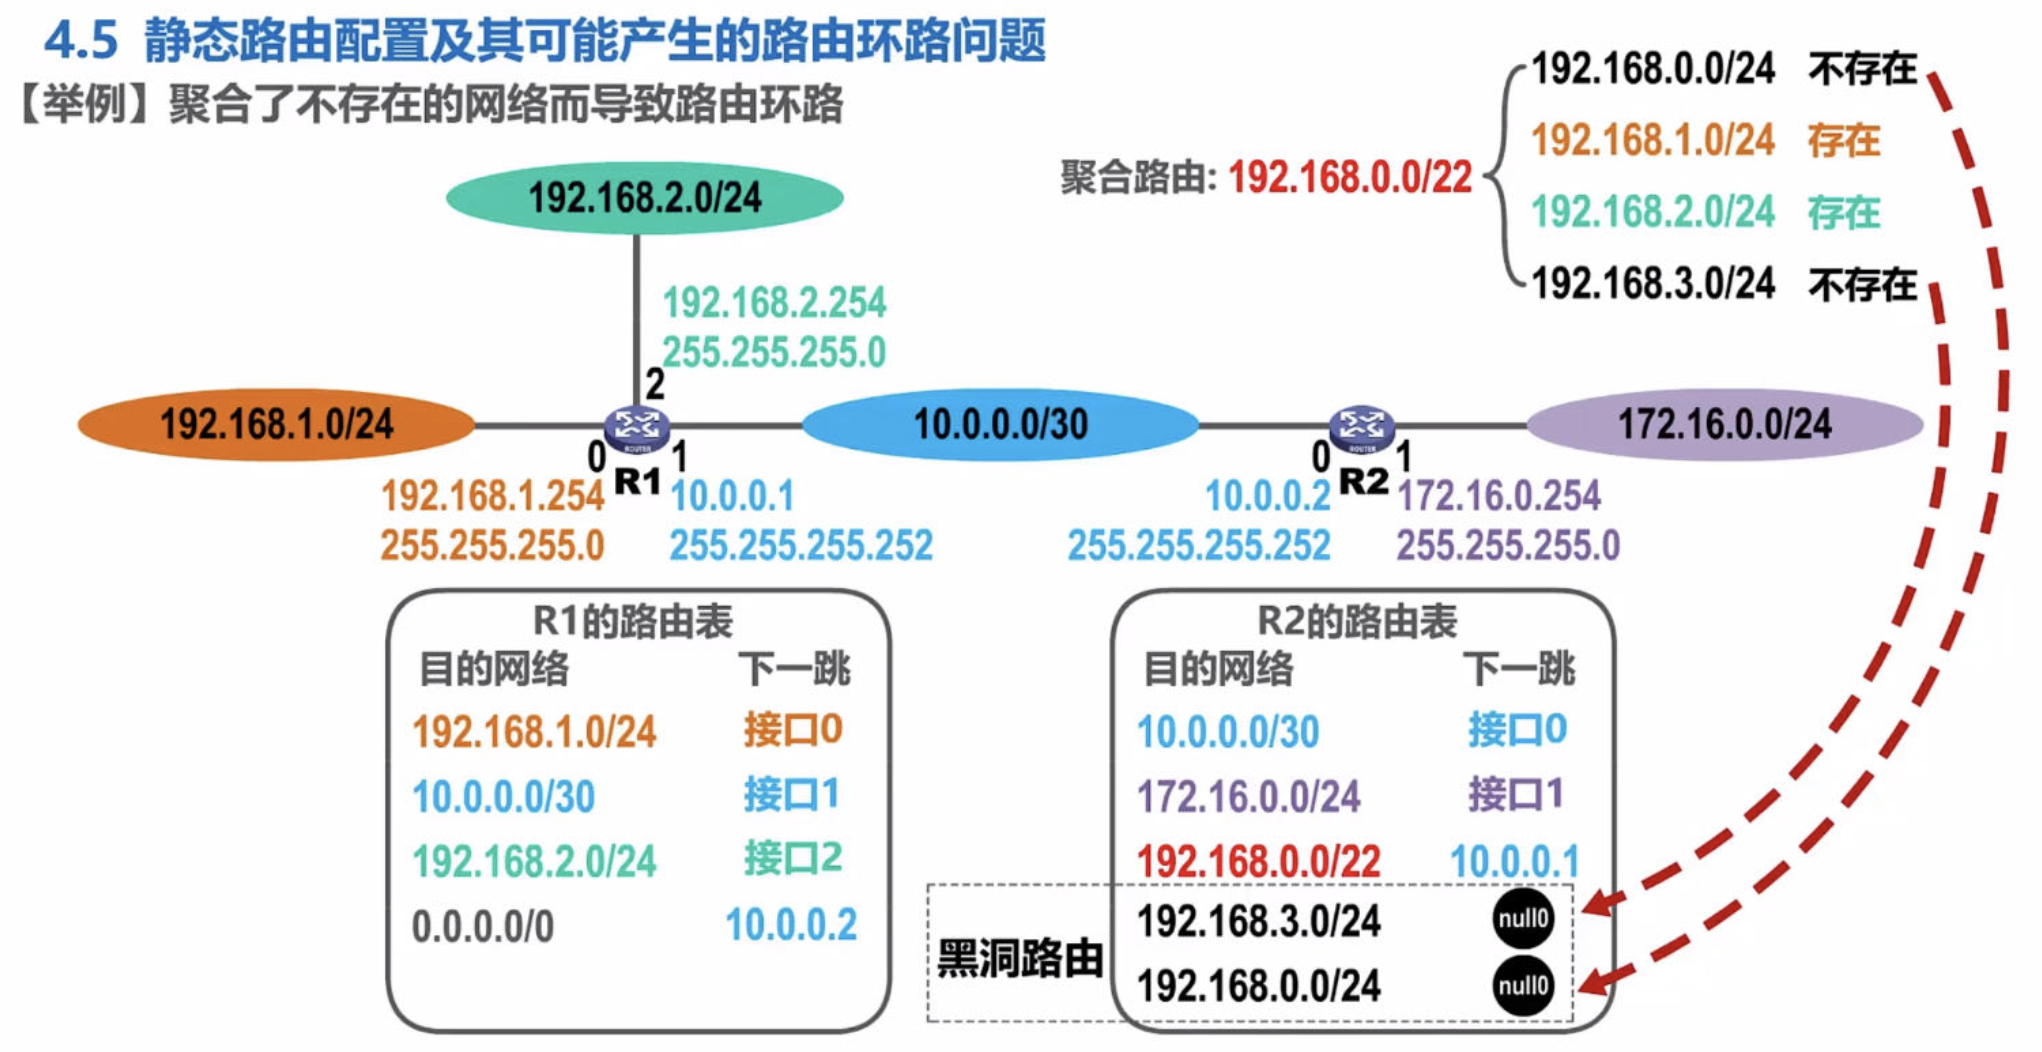 4.5 静态路由配置及其可能产生的路由环路问题
【举例】聚合了不存在的网络而导致路由环路
聚合路由: 192.168.0.0/22
192.168.0.0/24 不存在
192.168.1.0/24 存在
192.168.2.0/24 存在
192.168.3.0/24 不存在
192.168.2.0/24
192.168.2.254
255.255.255.0
2
192.168.1.0/24
10.0.0.0/30
172.16.0.0/24
ROUTER
ROUTER
0 R1 1
0 R2 1
192.168.1.254
255.255.255.0
10.0.0.1
255.255.255.252
10.0.0.2
255.255.255.252
172.16.0.254
255.255.255.0
R1的路由表
目的网络 下一跳
192.168.1.0/24 接口0
10.0.0.0/30 接口1
192.168.2.0/24 接口2
0.0.0.0/0 10.0.0.2
R2的路由表
目的网络 下一跳
10.0.0.0/30 接口0
172.16.0.0/24 接口1
192.168.0.0/22 10.0.0.1
黑洞路由
192.168.3.0/24 null0
192.168.0.0/24 null0